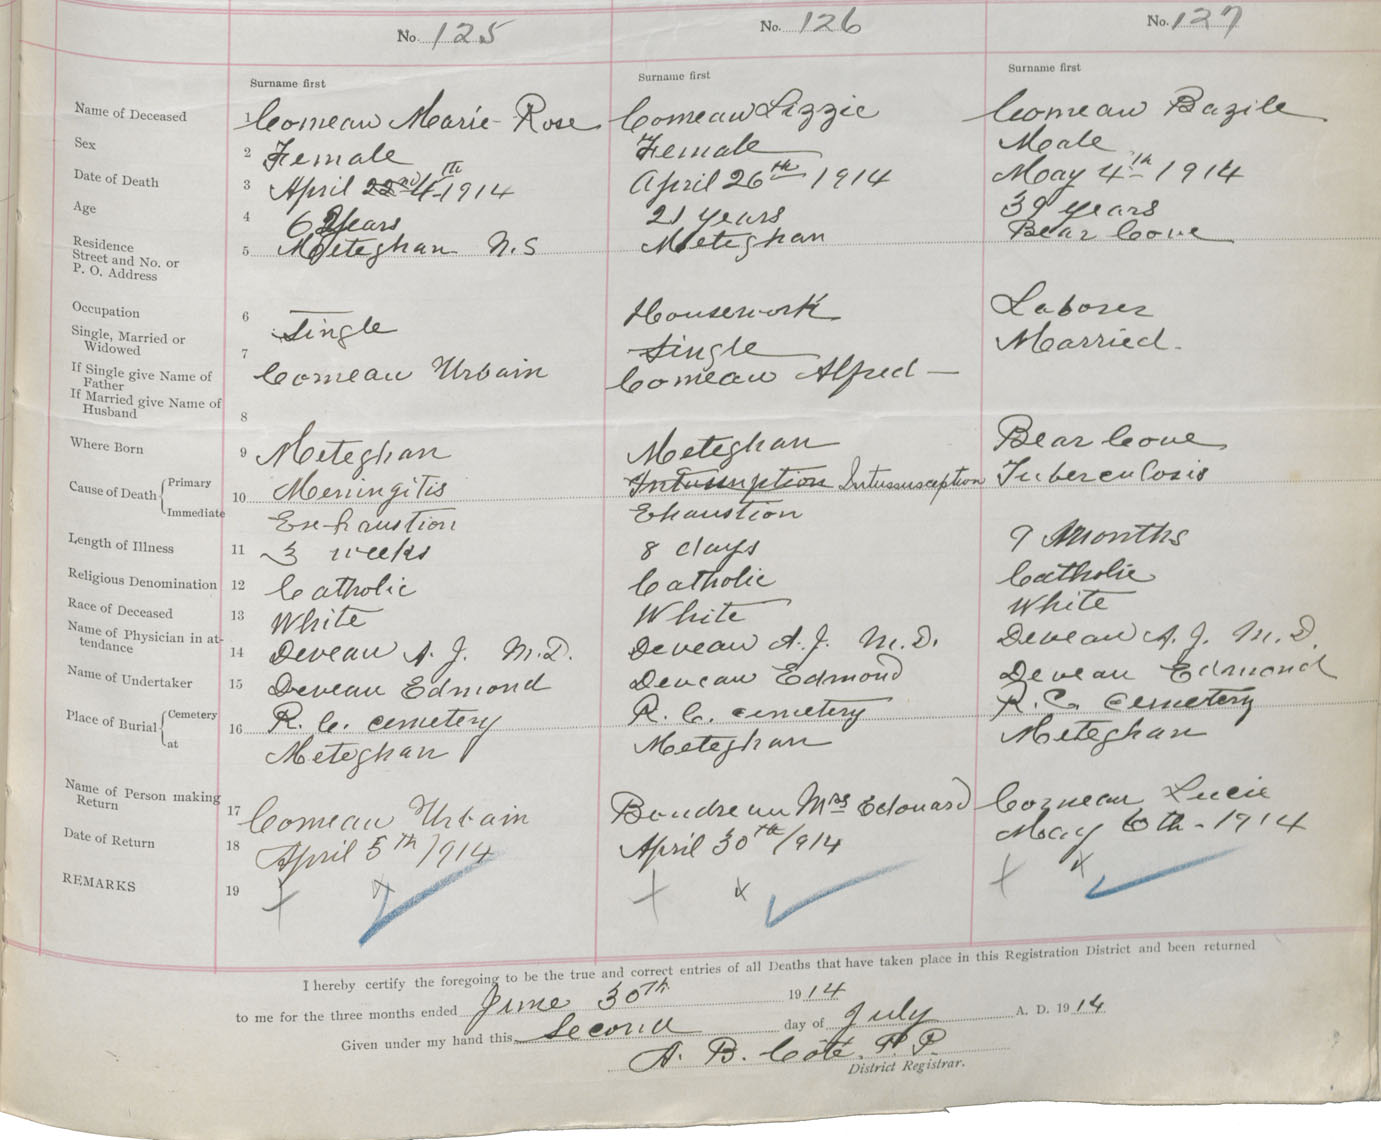 No. 125 No. 126 No. 127
Surname first Surname first Surname first
Name of Deceased 1 Comeau Marie-Rose Comeau Lizzie Comeau Bazile
Sex 2 Female Female Male
Date of Death 3 April 22nd 4th 1914 April 26th 1914 May 4th 1914
Age 4 6 Years 21 years 39 years
Residence Street and No. or P. O. Address 5 Meteghan N.S Meteghan Bear Cove
Occupation 6 Housework Laborer
Single, Married or Widowed 7 Single Single Married.
If Single give Name of Father Comeau Urbain Comeau Alfred —
If Married give Name of Husband 8
Where Born 9 Meteghan Meteghan Bear Cove
Cause of Death Primary 10 Meningitis Intussusception Tuberculosis
Immediate Exhaustion Exhaustion
Length of Illness 11 3 weeks 8 days 9 Months
Religious Denomination 12 Catholic Catholic Catholic
Race of Deceased 13 White White White
Name of Physician in attendance 14 Deveau A. J. M.D. Deveau A. J. M.D. Deveau A. J. M.D.
Name of Undertaker 15 Deveau Edmond Deveau Edmond Deveau Edmond
Place of Burial Cemetery 16 R. C. cemetery R. C. cemetery R. C. cemetery
at Meteghan Meteghan Meteghan
Name of Person making Return 17 Comeau Urbain Boudreau Mrs Edouard Comeau Lucie
Date of Return 18 April 5th/1914 April 30th/1914 May 6th-1914
REMARKS 19
I hereby certify the foregoing to be the true and correct entries of all Deaths that have taken place in this Registration District and been returned
to me for the three months ended June 30th 1914
Given under my hand this Second day of July A. D. 1914
A. B. Côté. P.P.
District Registrar.